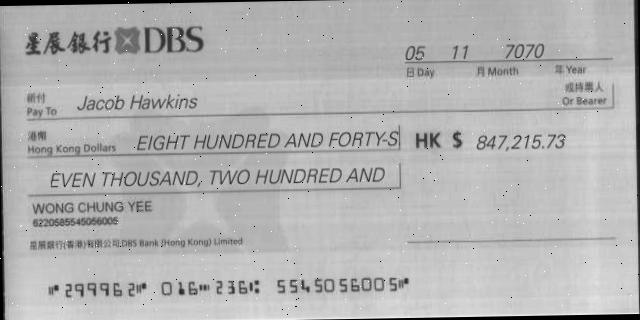 星展銀行 DBS
05 11 7070
日 Day 月 Month 年 Year
祈付
Pay To Jacob Hawkins
或持票人
Or Bearer
港幣
Hong Kong Dollars EIGHT HUNDRED AND FORTY-S HK $ 847,215.73
EVEN THOUSAND, TWO HUNDRED AND
WONG CHUNG YEE
6220585545056005
星展銀行(香港)有限公司,DBS Bank (Hong Kong) Limited
⑈299962⑈ 016⑉236⑆ 5545056005⑈